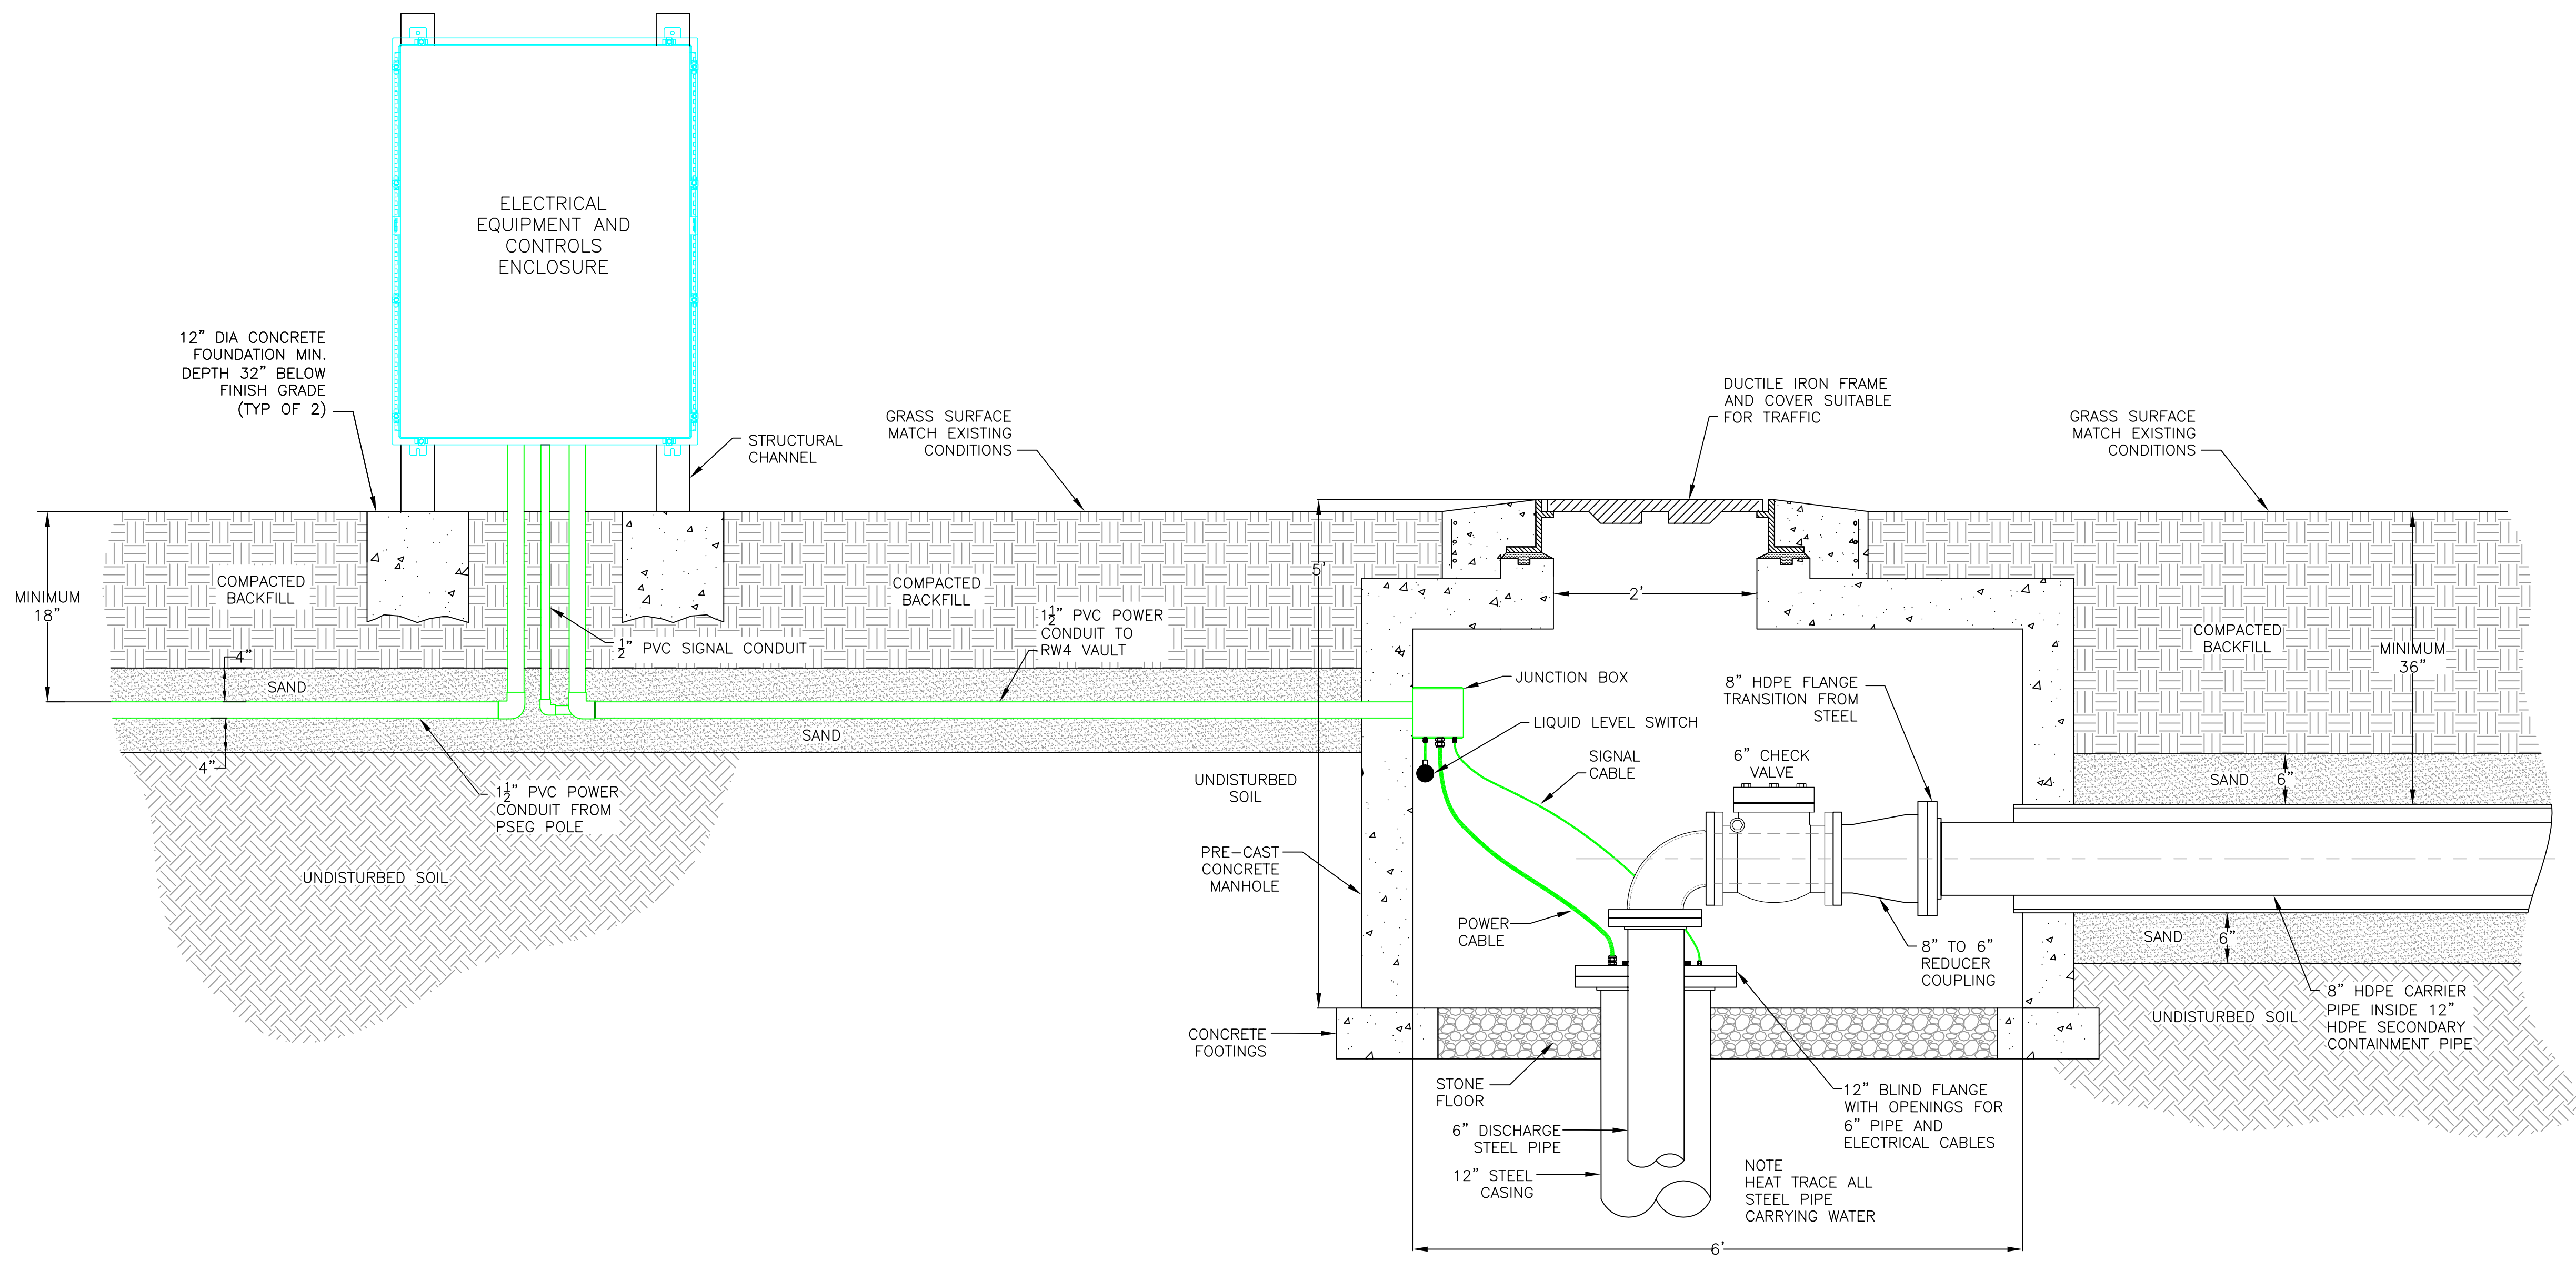 ELECTRICAL
EQUIPMENT AND
CONTROLS
ENCLOSURE
12" DIA CONCRETE
FOUNDATION MIN.
DEPTH 32" BELOW
FINISH GRADE
(TYP OF 2)
STRUCTURAL
CHANNEL
GRASS SURFACE
MATCH EXISTING
CONDITIONS
DUCTILE IRON FRAME
AND COVER SUITABLE
FOR TRAFFIC
GRASS SURFACE
MATCH EXISTING
CONDITIONS
MINIMUM
18"
COMPACTED
BACKFILL
COMPACTED
BACKFILL
5'
2'
1½" PVC POWER
CONDUIT TO
RW4 VAULT
½" PVC SIGNAL CONDUIT
COMPACTED
BACKFILL
MINIMUM
36"
4"
SAND
SAND
4"
JUNCTION BOX
LIQUID LEVEL SWITCH
8" HDPE FLANGE
TRANSITION FROM
STEEL
SIGNAL
CABLE
6" CHECK
VALVE
SAND
6"
UNDISTURBED
SOIL
1½" PVC POWER
CONDUIT FROM
PSEG POLE
UNDISTURBED SOIL
PRE-CAST
CONCRETE
MANHOLE
POWER
CABLE
8" TO 6"
REDUCER
COUPLING
SAND
6"
8" HDPE CARRIER
PIPE INSIDE 12"
HDPE SECONDARY
CONTAINMENT PIPE
UNDISTURBED SOIL
CONCRETE
FOOTINGS
STONE
FLOOR
12" BLIND FLANGE
WITH OPENINGS FOR
6" PIPE AND
ELECTRICAL CABLES
6" DISCHARGE
STEEL PIPE
12" STEEL
CASING
NOTE
HEAT TRACE ALL
STEEL PIPE
CARRYING WATER
6'